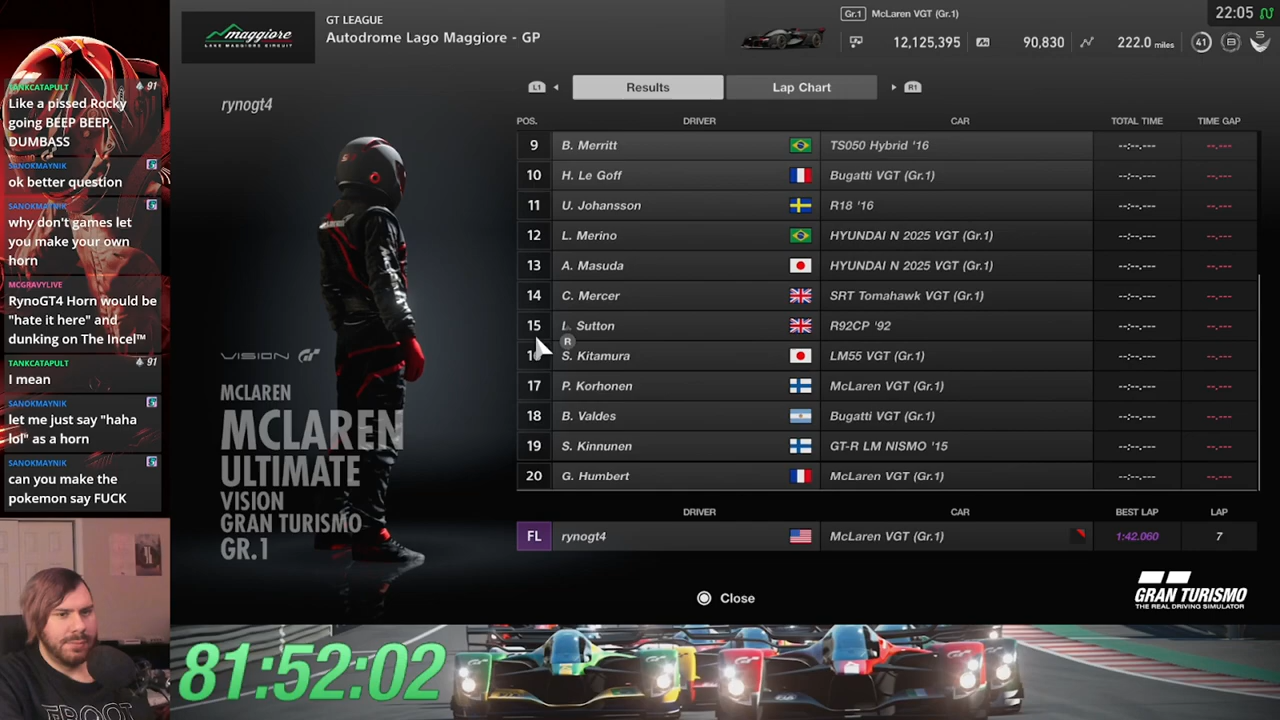 TANKCATAPULT 91
Like a pissed Rocky
going BEEP BEEP,
DUMBASS
SANOKMAYNIK
ok better question
SANOKMAYNIK
why don't games let
you make your own
horn
MCGRAVYLIVE
RynoGT4 Horn would be
"hate it here" and
dunking on The Incel™
TANKCATAPULT 91
I mean
SANOKMAYNIK
let me just say "haha
lol" as a horn
SANOKMAYNIK
can you make the
pokemon say FUCK
maggiore
LAKE MAGGIORE CIRCUIT
GT LEAGUE
Autodrome Lago Maggiore - GP
Gr.1 McLaren VGT (Gr.1)
12,125,395 90,830 222.0 miles 41 B S
22:05
rynogt4
VISION GT
MCLAREN
MCLAREN
ULTIMATE
VISION
GRAN TURISMO
GR.1
L1 Results Lap Chart R1
POS. DRIVER CAR TOTAL TIME TIME GAP
9 B. Merritt TS050 Hybrid '16 --:--.--- --.---
10 H. Le Goff Bugatti VGT (Gr.1) --:--.--- --.---
11 U. Johansson R18 '16 --:--.--- --.---
12 L. Merino HYUNDAI N 2025 VGT (Gr.1) --:--.--- --.---
13 A. Masuda HYUNDAI N 2025 VGT (Gr.1) --:--.--- --.---
14 C. Mercer SRT Tomahawk VGT (Gr.1) --:--.--- --.---
15 Sutton R92CP '92 --:--.--- --.---
R
S. Kitamura LM55 VGT (Gr.1) --:--.--- --.---
17 P. Korhonen McLaren VGT (Gr.1) --:--.--- --.---
18 B. Valdes Bugatti VGT (Gr.1) --:--.--- --.---
19 S. Kinnunen GT-R LM NISMO '15 --:--.--- --.---
20 G. Humbert McLaren VGT (Gr.1) --:--.--- --.---
DRIVER CAR BEST LAP LAP
FL rynogt4 McLaren VGT (Gr.1) 1:42.060 7
Close
GRAN TURISMO
THE REAL DRIVING SIMULATOR
81:52:02